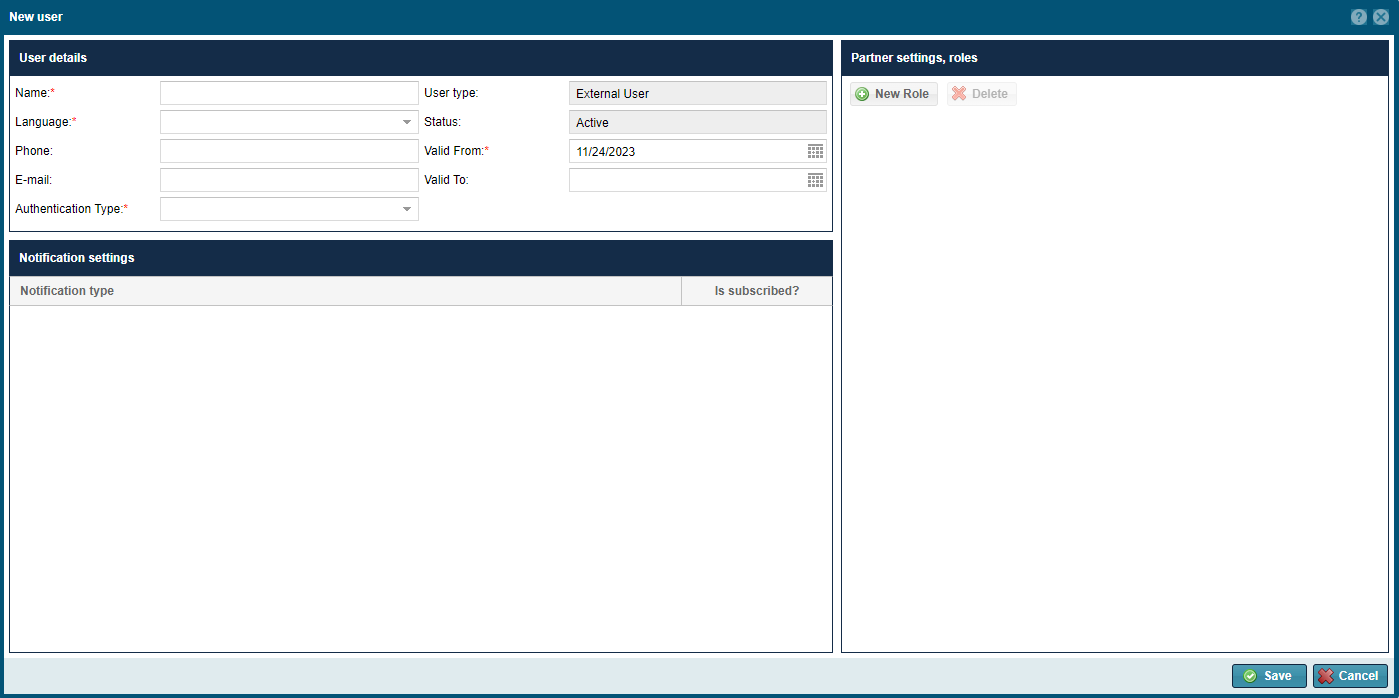 New user
User details
Name:*
User type:
External User
Language:*
Status:
Active
Phone:
Valid From:*
11/24/2023
E-mail:
Valid To:
Authentication Type:*
Notification settings
Notification type
Is subscribed?
Partner settings, roles
New Role
Delete
Save
Cancel